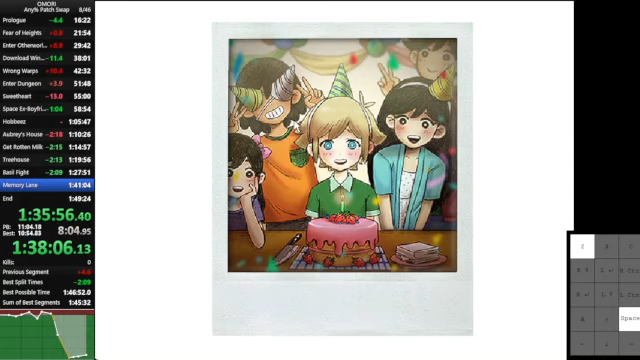 OMORI
Any% Patch Swap 8/46
Prologue -4.4 16:22
Fear of Heights +0.8 21:54
Enter Otherworl... +0.8 29:42
Download Win... -11.4 38:01
Wrong Warps +10.4 42:32
Enter Dungeon +3.9 51:48
Sweetheart -13.0 55:00
Space Ex-Boyfri... -1:04 58:54
Hobbeez - 1:05:47
Aubrey's House -2:18 1:10:26
Get Rotten Milk -2:15 1:14:57
Treehouse -2:13 1:19:56
Basil Fight -2:09 1:27:51
Memory Lane 1:41:04
End 1:49:24
1:35:56.40
PB: 11:04.18
Best: 10:54.83
8:04.95
1:38:06.13
Kills: 0
Previous Segment +4.6
Best Split Times -2:09
Best Possible Time 1:46:52.0
Sum of Best Segments 1:45:32
Z
Space